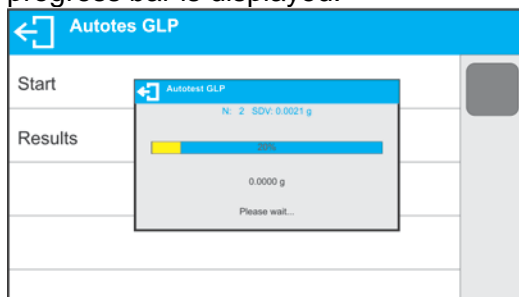 progress bar is displayed.
Autotes GLP
Start
Autotest GLP
N: 2 SDV: 0.0021 g
Results
20%
0.0000 g
Please wait...